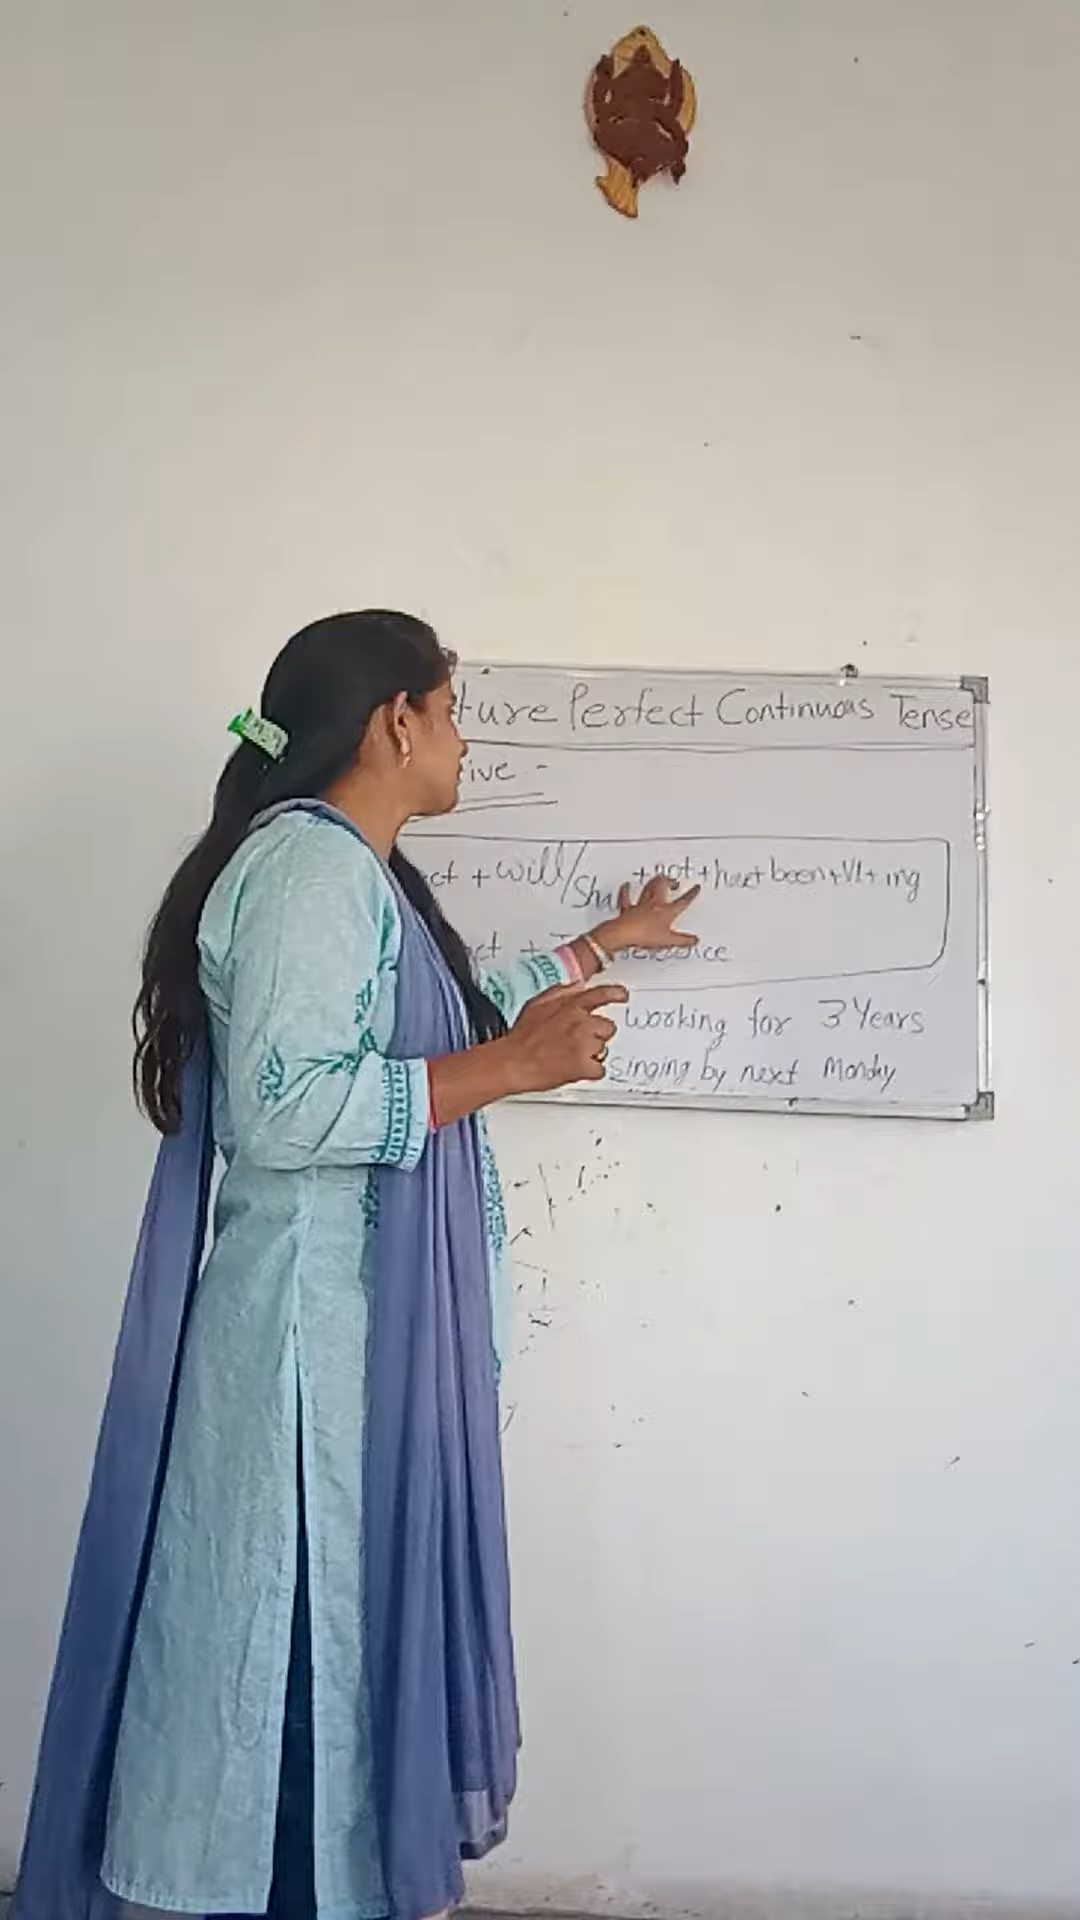 ture Perfect Continuous Tense
ive -
ct + will/Sha + not + have + been + V1 + ing
ct +
working for 3 Years
singing by next Monday